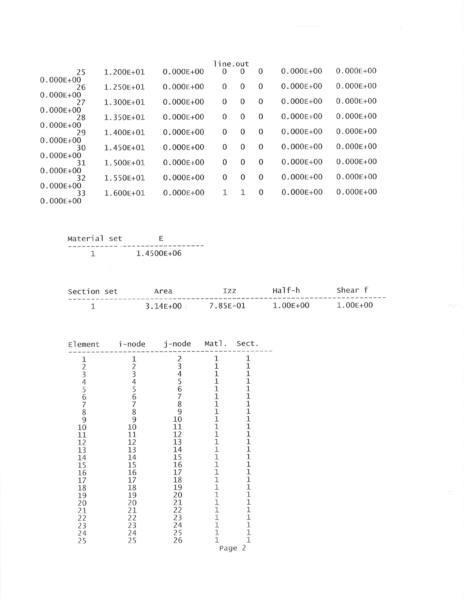 line.out
25 1.200E+01 0.000E+00 0 0 0 0.000E+00 0.000E+00
0.000E+00
26 1.250E+01 0.000E+00 0 0 0 0.000E+00 0.000E+00
0.000E+00
27 1.300E+01 0.000E+00 0 0 0 0.000E+00 0.000E+00
0.000E+00
28 1.350E+01 0.000E+00 0 0 0 0.000E+00 0.000E+00
0.000E+00
29 1.400E+01 0.000E+00 0 0 0 0.000E+00 0.000E+00
0.000E+00
30 1.450E+01 0.000E+00 0 0 0 0.000E+00 0.000E+00
0.000E+00
31 1.500E+01 0.000E+00 0 0 0 0.000E+00 0.000E+00
0.000E+00
32 1.550E+01 0.000E+00 0 0 0 0.000E+00 0.000E+00
0.000E+00
33 1.600E+01 0.000E+00 1 1 0 0.000E+00 0.000E+00
0.000E+00
Material set E
1 1.4500E+06
Section set Area Izz Half-h Shear f
1 3.14E+00 7.85E-01 1.00E+00 1.00E+00
Element i-node j-node Matl. Sect.
1 1 2 1 1
2 2 3 1 1
3 3 4 1 1
4 4 5 1 1
5 5 6 1 1
6 6 7 1 1
7 7 8 1 1
8 8 9 1 1
9 9 10 1 1
10 10 11 1 1
11 11 12 1 1
12 12 13 1 1
13 13 14 1 1
14 14 15 1 1
15 15 16 1 1
16 16 17 1 1
17 17 18 1 1
18 18 19 1 1
19 19 20 1 1
20 20 21 1 1
21 21 22 1 1
22 22 23 1 1
23 23 24 1 1
24 24 25 1 1
25 25 26 1 1
Page 2